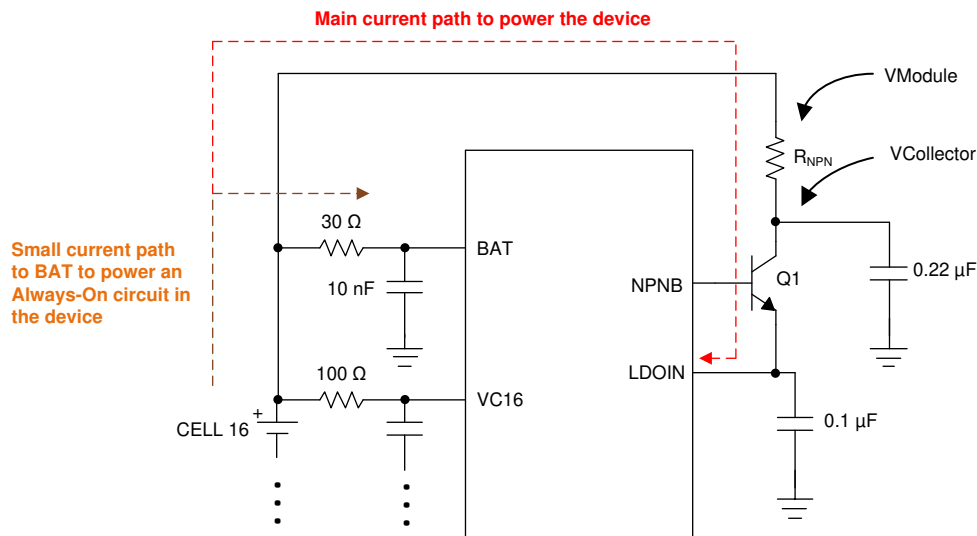 Main current path to power the device
VModule
RNPN
VCollector
30 Ω
BAT
Small current path
to BAT to power an
Always-On circuit in
the device
10 nF
NPNB
Q1
0.22 µF
100 Ω
LDOIN
VC16
+
CELL 16
0.1 µF